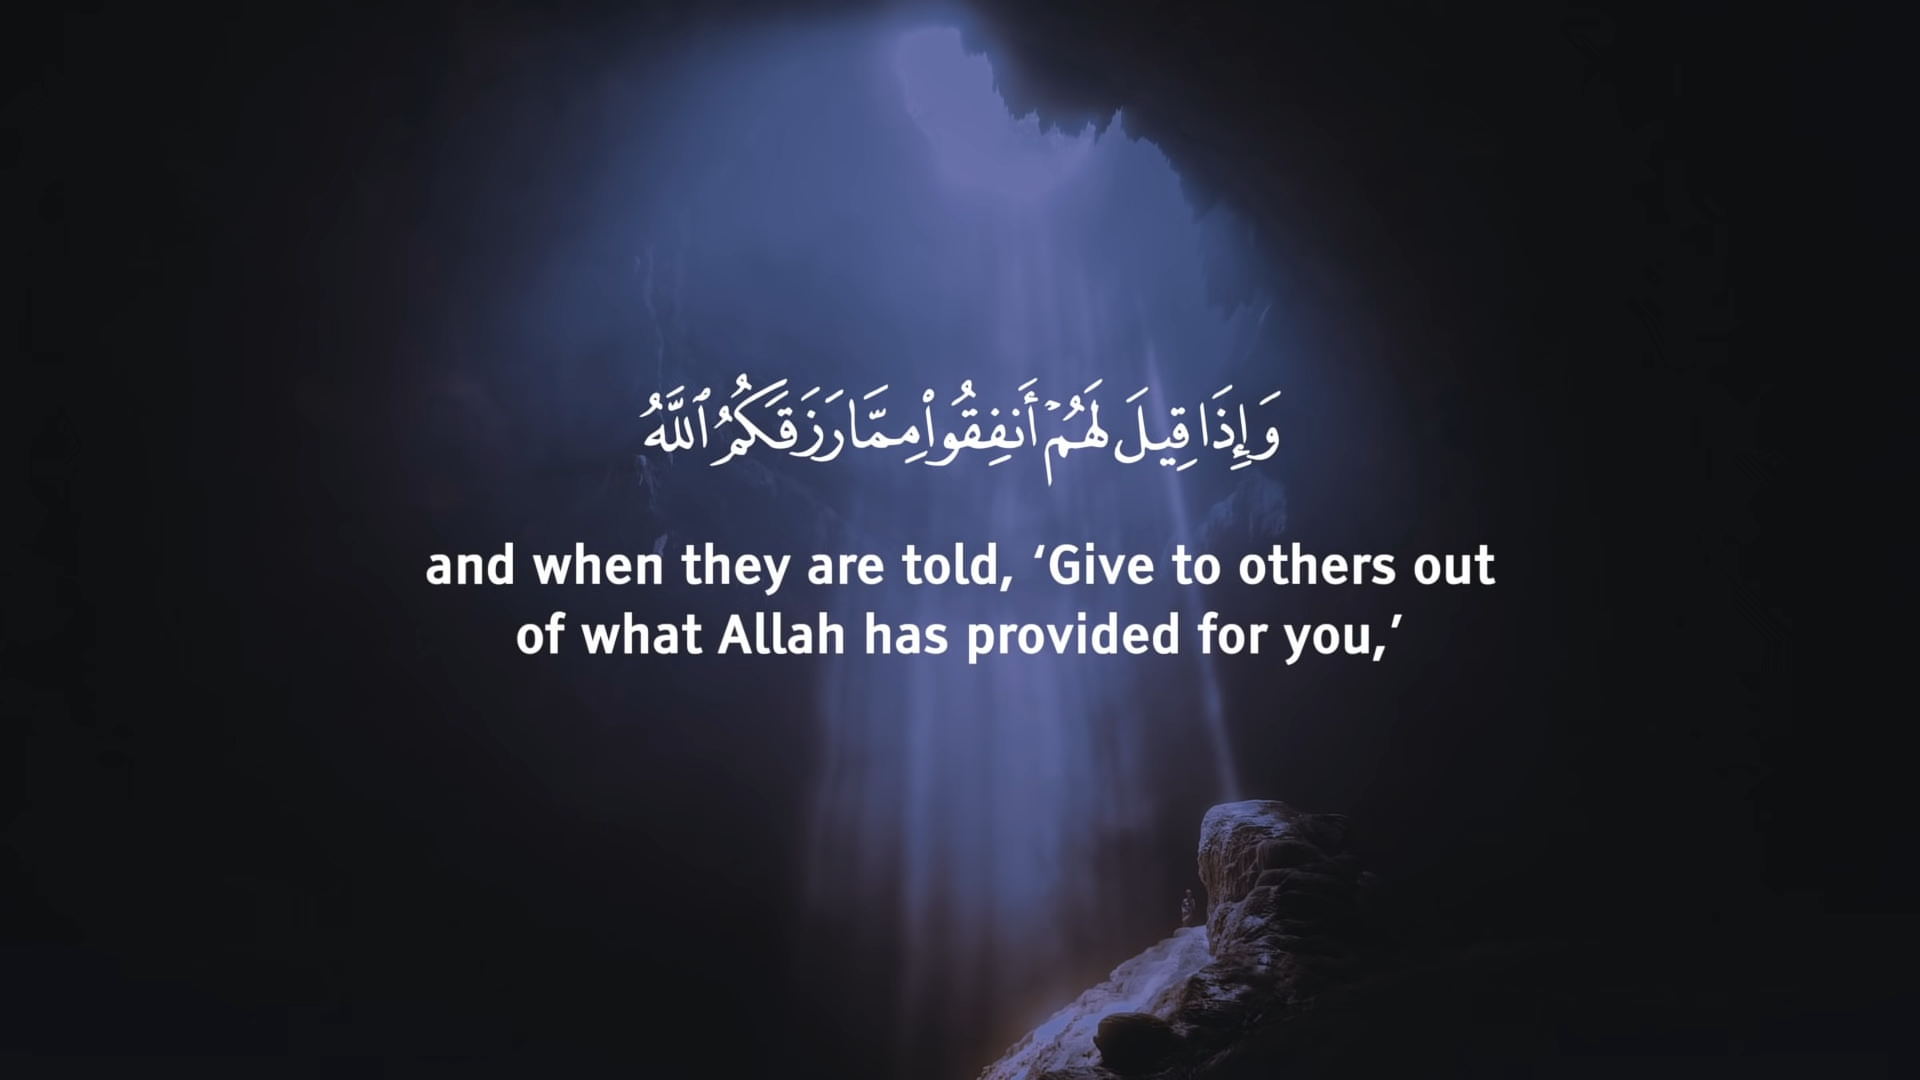 وَإِذَا قِيلَ لَهُمۡ أَنفِقُوا۟ مِمَّا رَزَقَكُمُ ٱللَّهُ
and when they are told, ‘Give to others out
of what Allah has provided for you,’